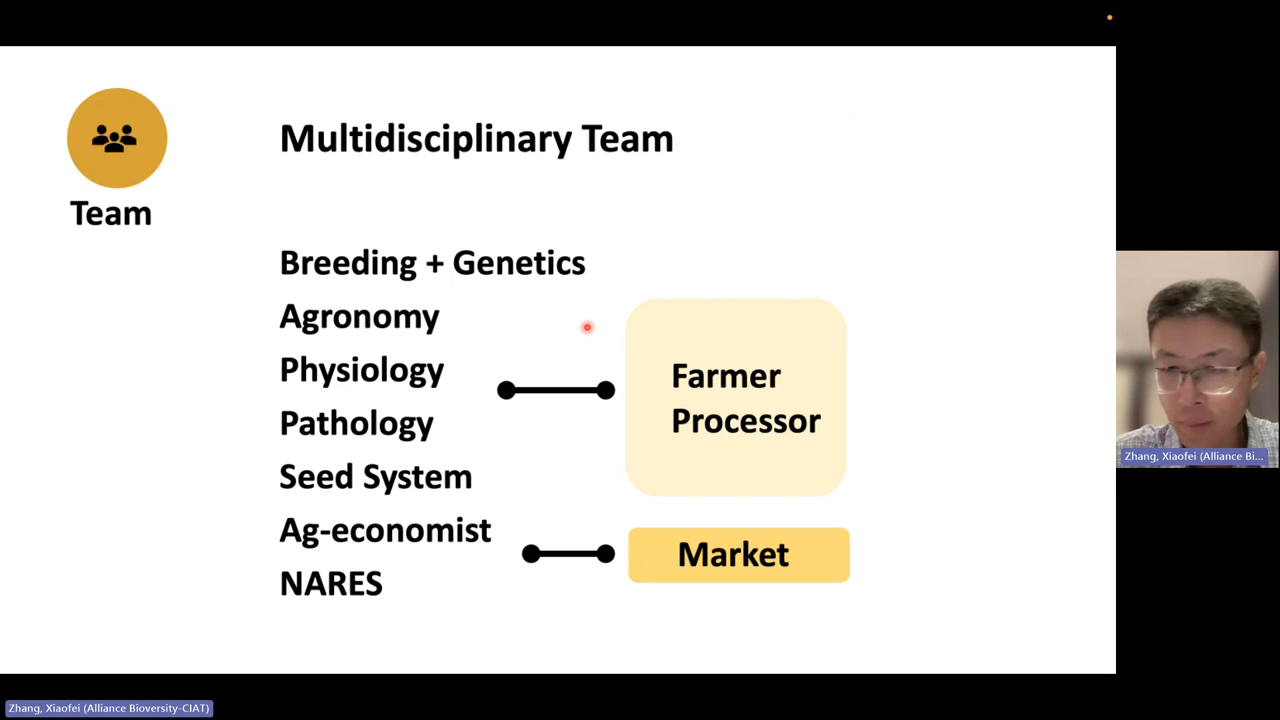 Multidisciplinary Team
Team
Breeding + Genetics
Agronomy
Physiology
Pathology
Seed System
Ag-economist
NARES
Farmer
Processor
Market
Zhang, Xiaofei (Alliance Bi...
Zhang, Xiaofei (Alliance Bioversity-CIAT)